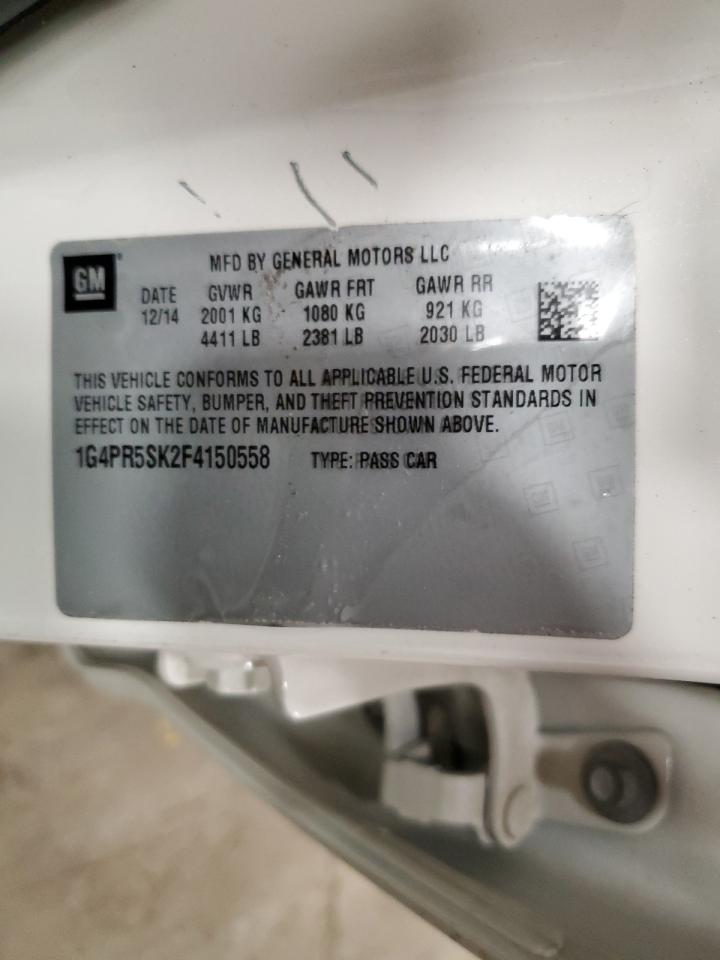 GM
MFD BY GENERAL MOTORS LLC
DATE GVWR GAWR FRT GAWR RR
12/14 2001 KG 1080 KG 921 KG
4411 LB 2381 LB 2030 LB
THIS VEHICLE CONFORMS TO ALL APPLICABLE U.S. FEDERAL MOTOR
VEHICLE SAFETY, BUMPER, AND THEFT PREVENTION STANDARDS IN
EFFECT ON THE DATE OF MANUFACTURE SHOWN ABOVE.
1G4PR5SK2F4150558 TYPE: PASS CAR